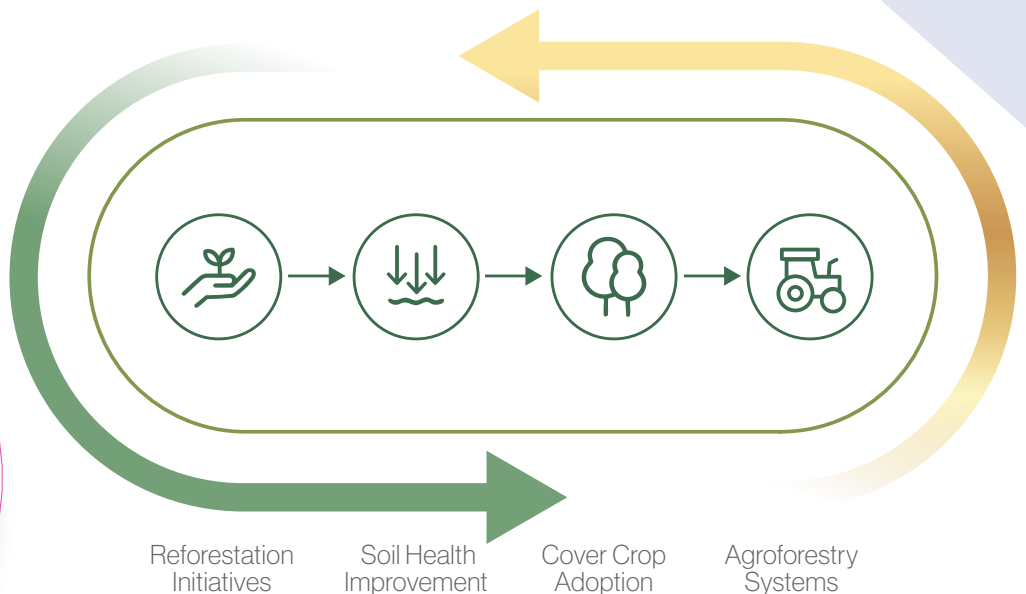 Reforestation
Initiatives
Soil Health
Improvement
Cover Crop
Adoption
Agroforestry
Systems